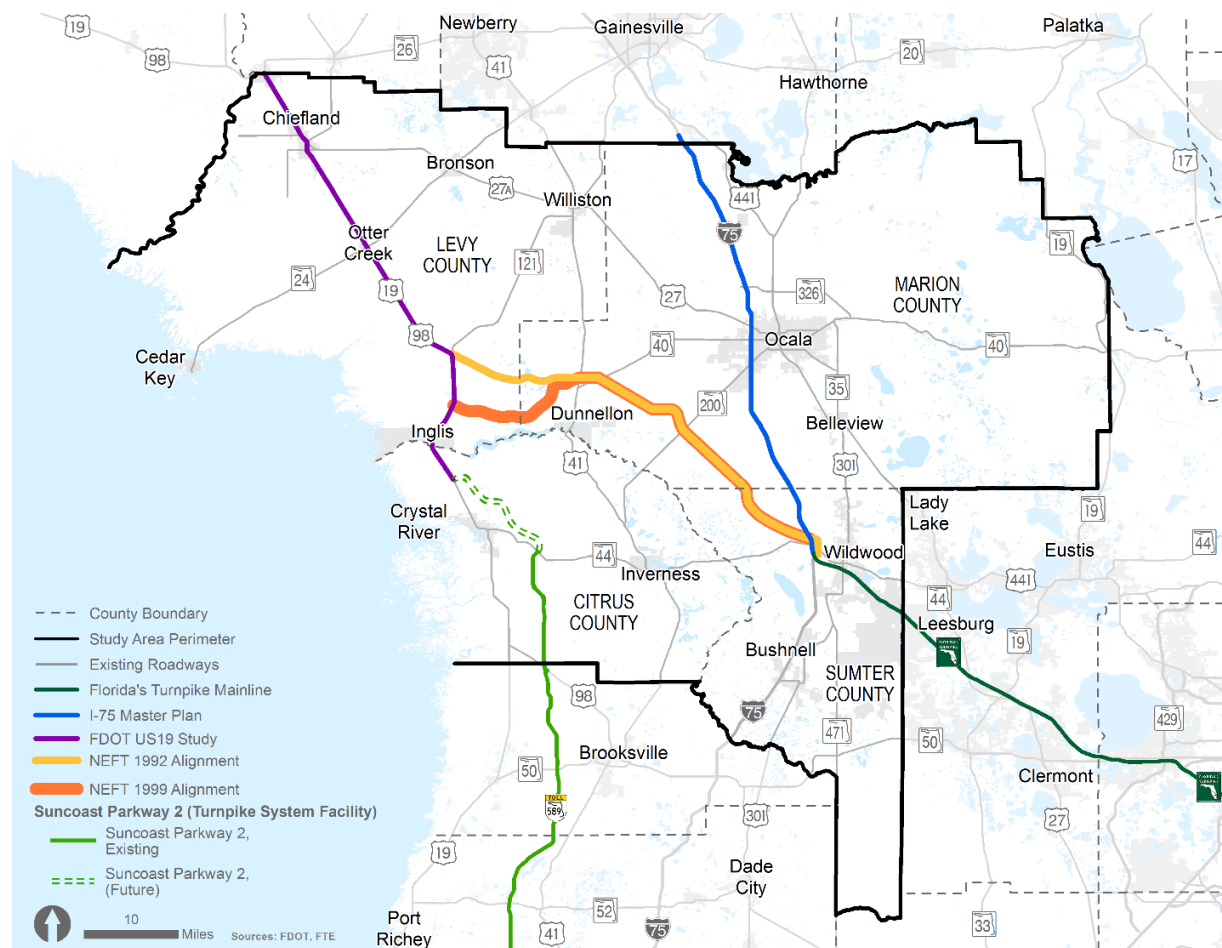 Newberry
Gainesville
Palatka
19
98
26
41
20
Hawthorne
Chiefland
Bronson
27A
Williston
441
17
75
Otter
Creek
LEVY
COUNTY
121
24
19
27
326
MARION
COUNTY
19
98
Ocala
40
40
Cedar
Key
35
200
Dunnellon
Belleview
Inglis
41
301
Crystal
River
Lady
Lake
19
44
Wildwood
Eustis
44
Inverness
441
44
CITRUS
COUNTY
Leesburg
19
Bushnell
SUMTER
COUNTY
98
75
471
50
429
Brooksville
50
Clermont
TOLL
589
301
27
19
Dade
City
52
33
Port
Richey
41
75
County Boundary
Study Area Perimeter
Existing Roadways
Florida's Turnpike Mainline
I-75 Master Plan
FDOT US19 Study
NEFT 1992 Alignment
NEFT 1999 Alignment
Suncoast Parkway 2 (Turnpike System Facility)
Suncoast Parkway 2,
Existing
Suncoast Parkway 2,
(Future)
10
Miles
Sources: FDOT, FTE